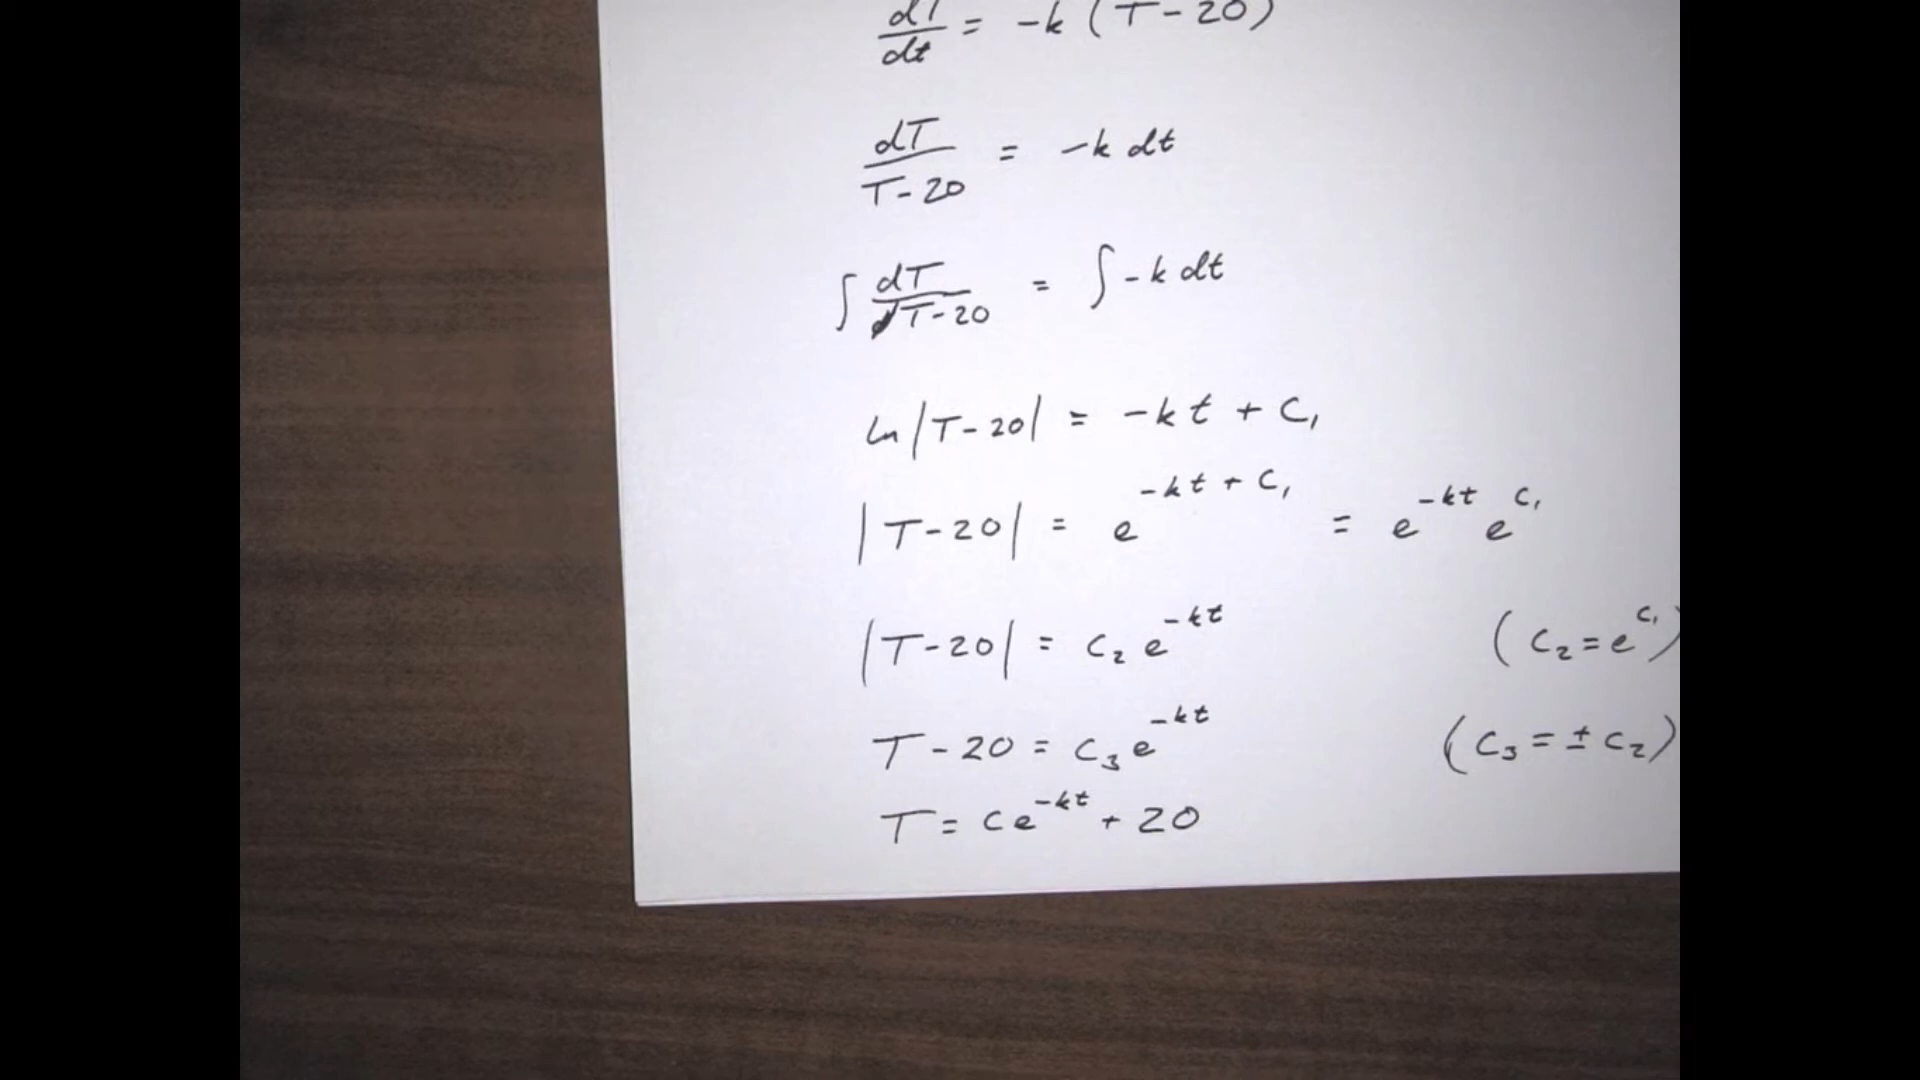 dT/dt = -k (T-20)
dT/(T-20) = -k dt
∫ dT/(T-20) = ∫ -k dt
ln|T-20| = -kt + C₁
|T-20| = e^(-kt + C₁) = e^(-kt) e^(C₁)
|T-20| = C₂ e^(-kt) (C₂ = e^(C₁))
T-20 = C₃ e^(-kt) (C₃ = ± C₂)
T = C e^(-kt) + 20